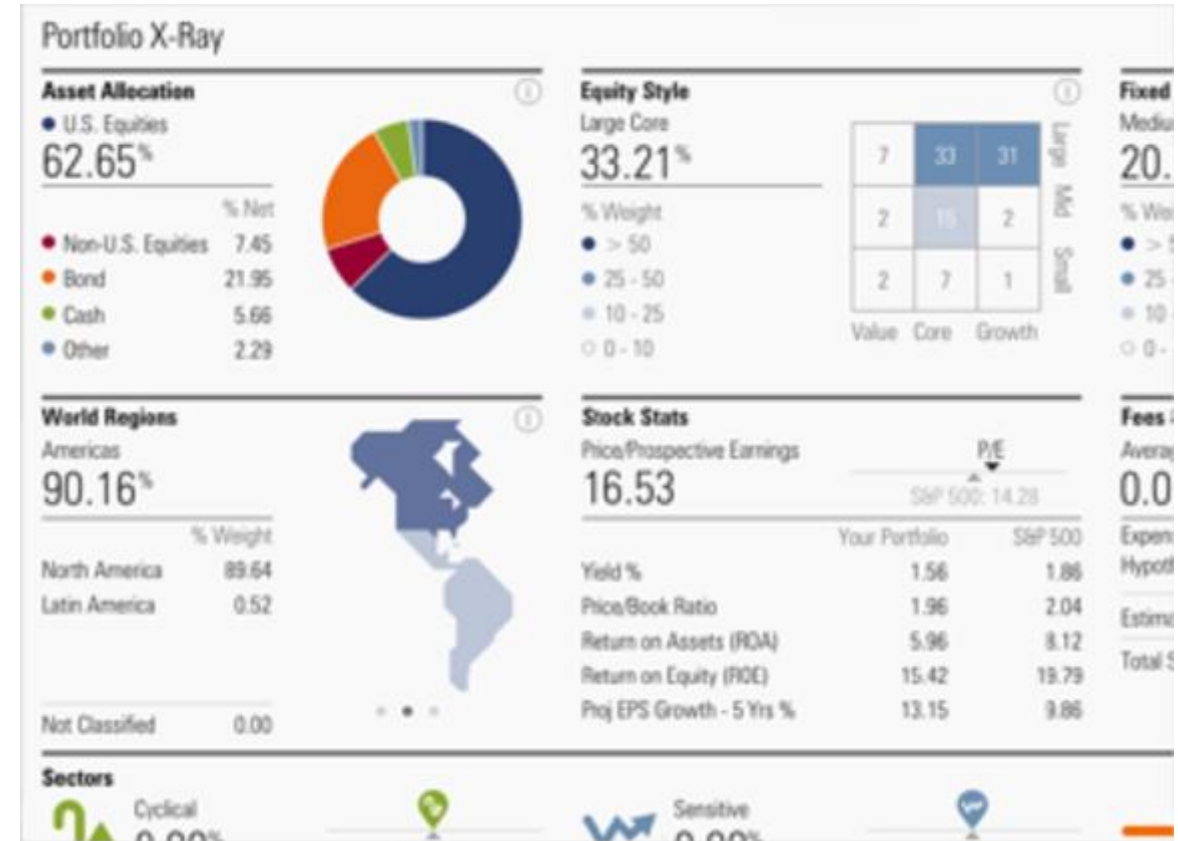 Portfolio X-Ray
Asset Allocation
U.S. Equities
62.65%
% Net
Non-U.S. Equities 7.45
Bond 21.95
Cash 5.66
Other 2.29
Equity Style
Large Core
33.21%
% Weight
> 50
25 - 50
10 - 25
0 - 10
7 33 31
2 15 2
2 7 1
Value Core Growth
Large Mid Small
Fixed
20.
World Regions
Americas
90.16%
% Weight
North America 89.64
Latin America 0.52
Not Classified 0.00
Stock Stats
Price/Prospective Earnings
16.53
P/E
S&P 500: 14.28
Your Portfolio S&P 500
Yield % 1.56 1.86
Price/Book Ratio 1.96 2.04
Return on Assets (ROA) 5.96 8.12
Return on Equity (ROE) 15.42 19.79
Proj EPS Growth - 5 Yrs % 13.15 9.86
Fees
0.0
Total
Sectors
Cyclical
Sensitive